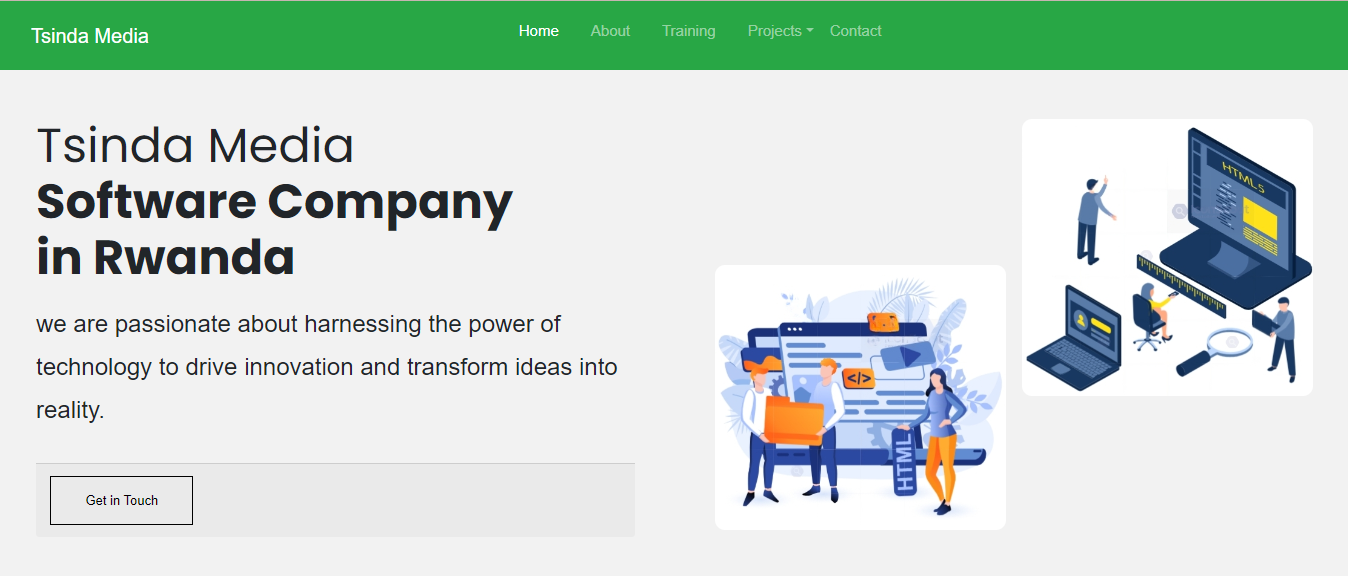 Tsinda Media
Home About Training Projects Contact
Tsinda Media
Software Company
in Rwanda
we are passionate about harnessing the power of
technology to drive innovation and transform ideas into
reality.
Get in Touch
HTML5
</>
HTML